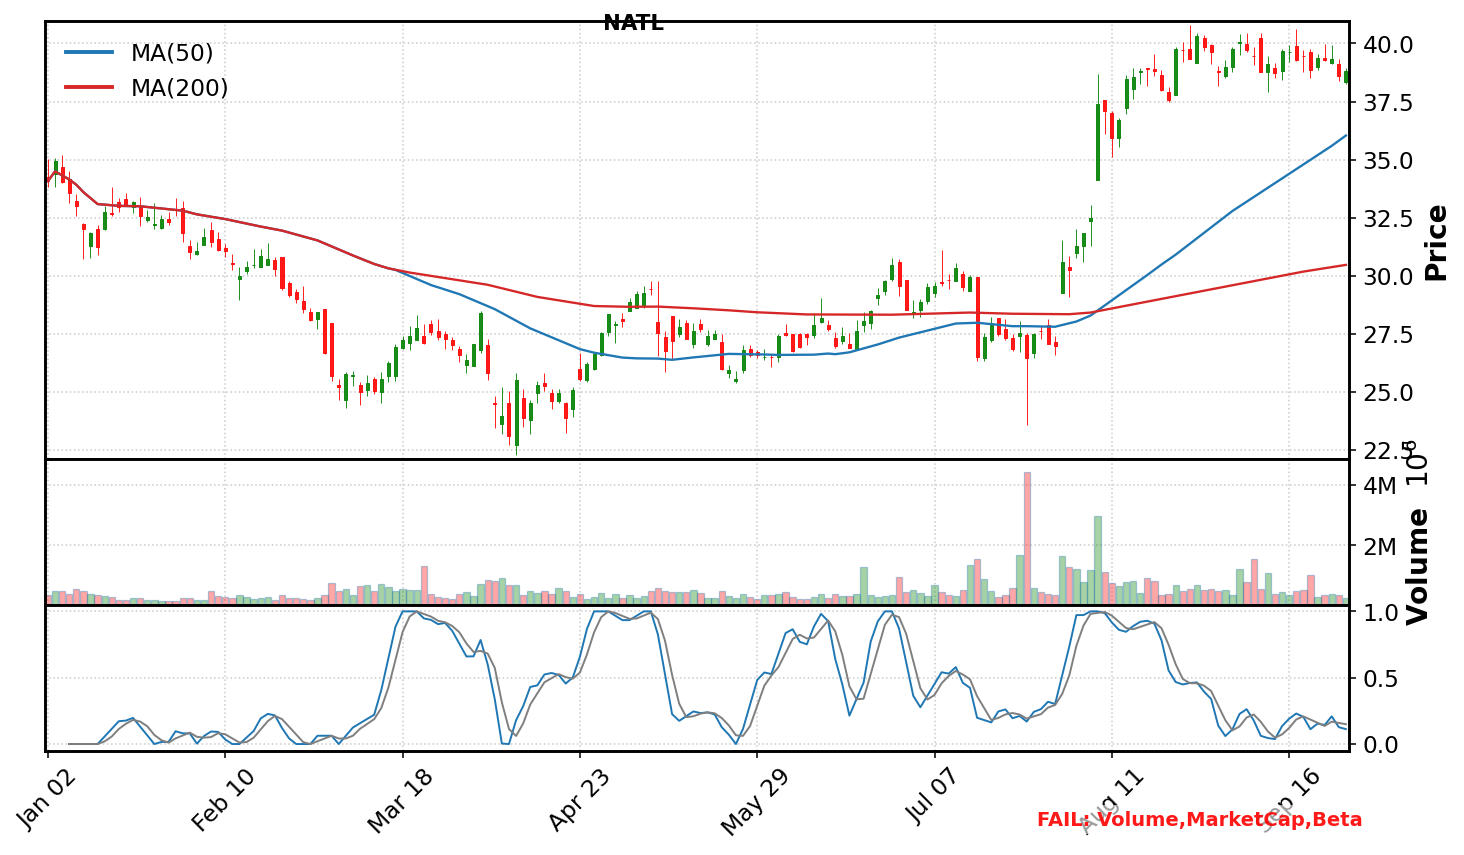 NATL
MA(50)
MA(200)
40.0
37.5
35.0
32.5
30.0
27.5
25.0
22.5
Price
10⁶
4M
2M
Volume
1.0
0.5
0.0
Jan 02
Feb 10
Mar 18
Apr 23
May 29
Jul 07
Aug 11
Sep 16
FAIL: Volume,MarketCap,Beta